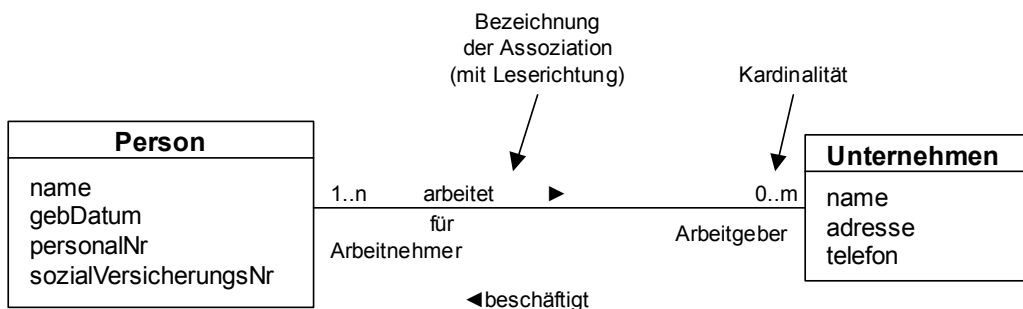 Bezeichnung
der Assoziation
(mit Leserichtung)
Kardinalität
Person
name
gebDatum
personalNr
sozialVersicherungsNr
1..n arbeitet ► 0..m
für
Arbeitnehmer
Arbeitgeber
◄beschäftigt
Unternehmen
name
adresse
telefon